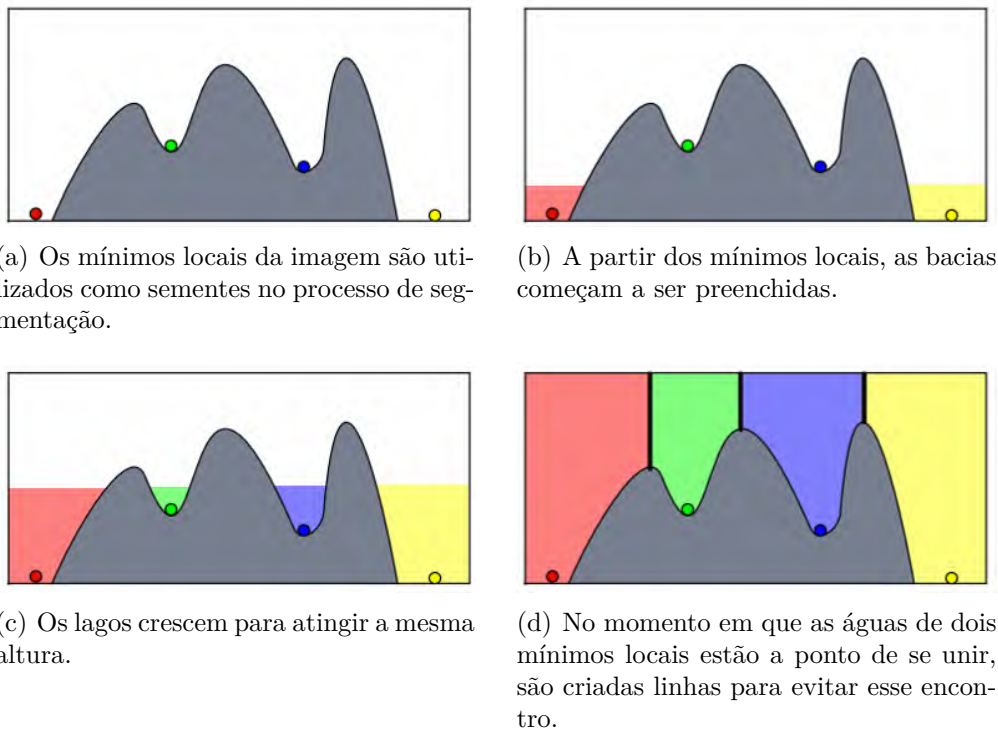 (a) Os mínimos locais da imagem são uti-
lizados como sementes no processo de seg-
mentação.
(b) A partir dos mínimos locais, as bacias
começam a ser preenchidas.
(c) Os lagos crescem para atingir a mesma
altura.
(d) No momento em que as águas de dois
mínimos locais estão a ponto de se unir,
são criadas linhas para evitar esse encon-
tro.